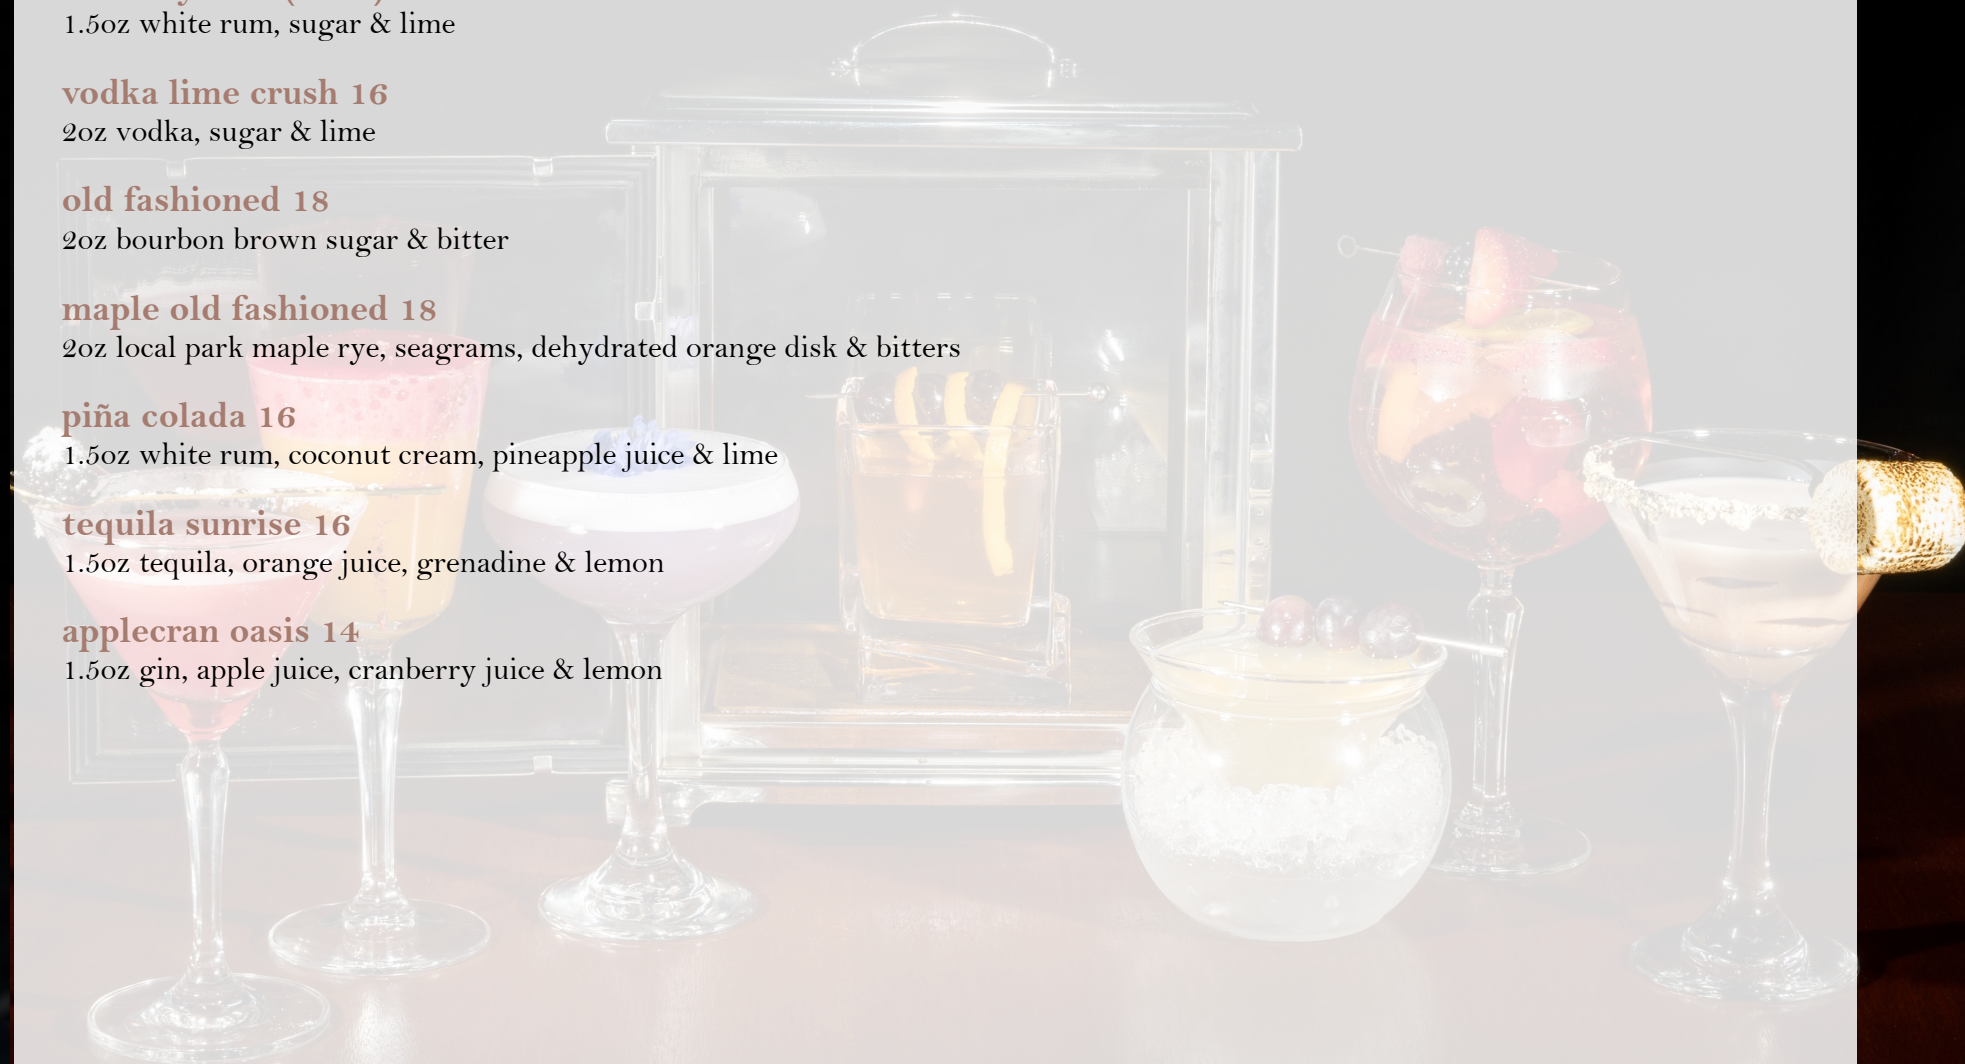 1.5oz white rum, sugar & lime
vodka lime crush 16
2oz vodka, sugar & lime
old fashioned 18
2oz bourbon brown sugar & bitter
maple old fashioned 18
2oz local park maple rye, seagrams, dehydrated orange disk & bitters
piña colada 16
1.5oz white rum, coconut cream, pineapple juice & lime
tequila sunrise 16
1.5oz tequila, orange juice, grenadine & lemon
applecran oasis 14
1.5oz gin, apple juice, cranberry juice & lemon